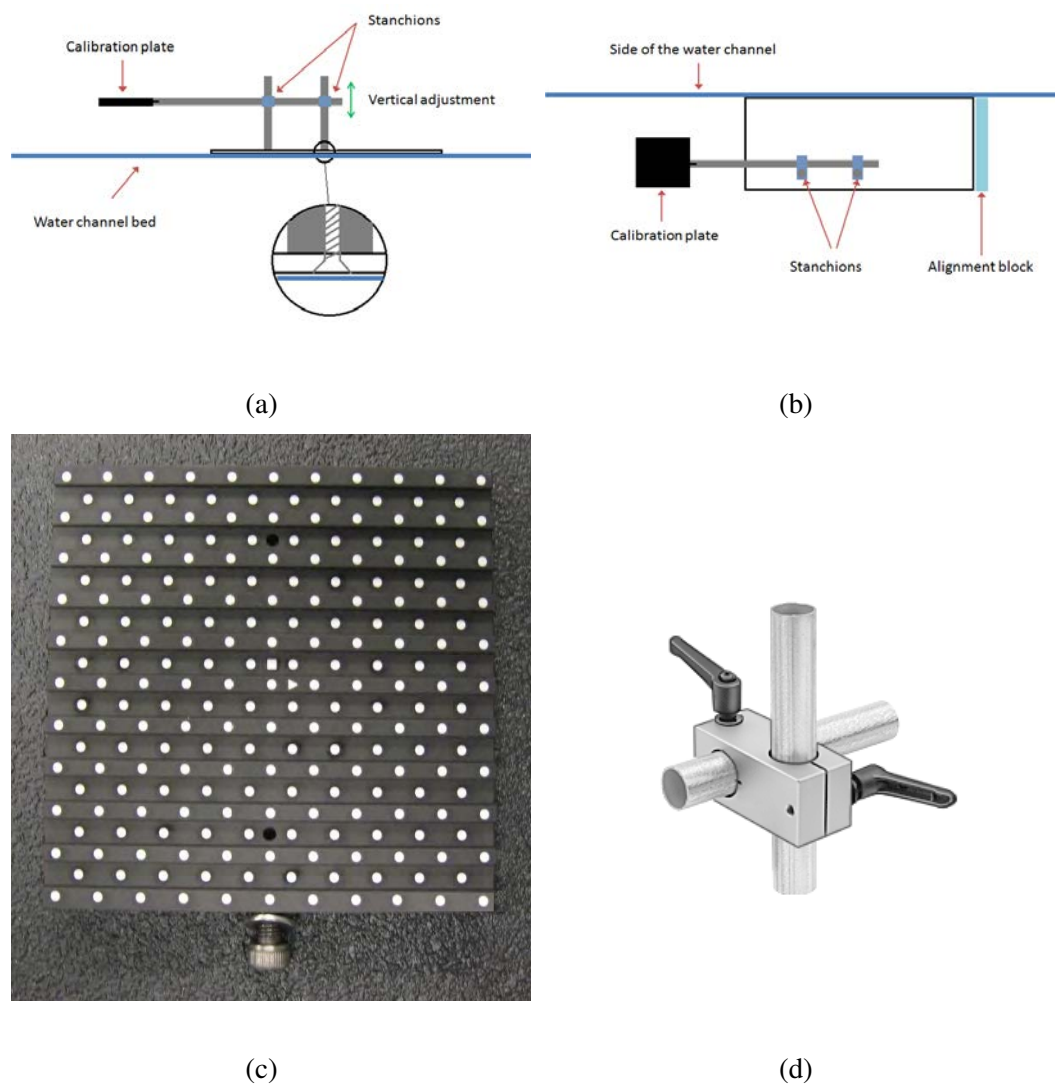 Stanchions
Calibration plate
Vertical adjustment
Water channel bed
(a)
Side of the water channel
Calibration plate
Stanchions
Alignment block
(b)
(c)
(d)